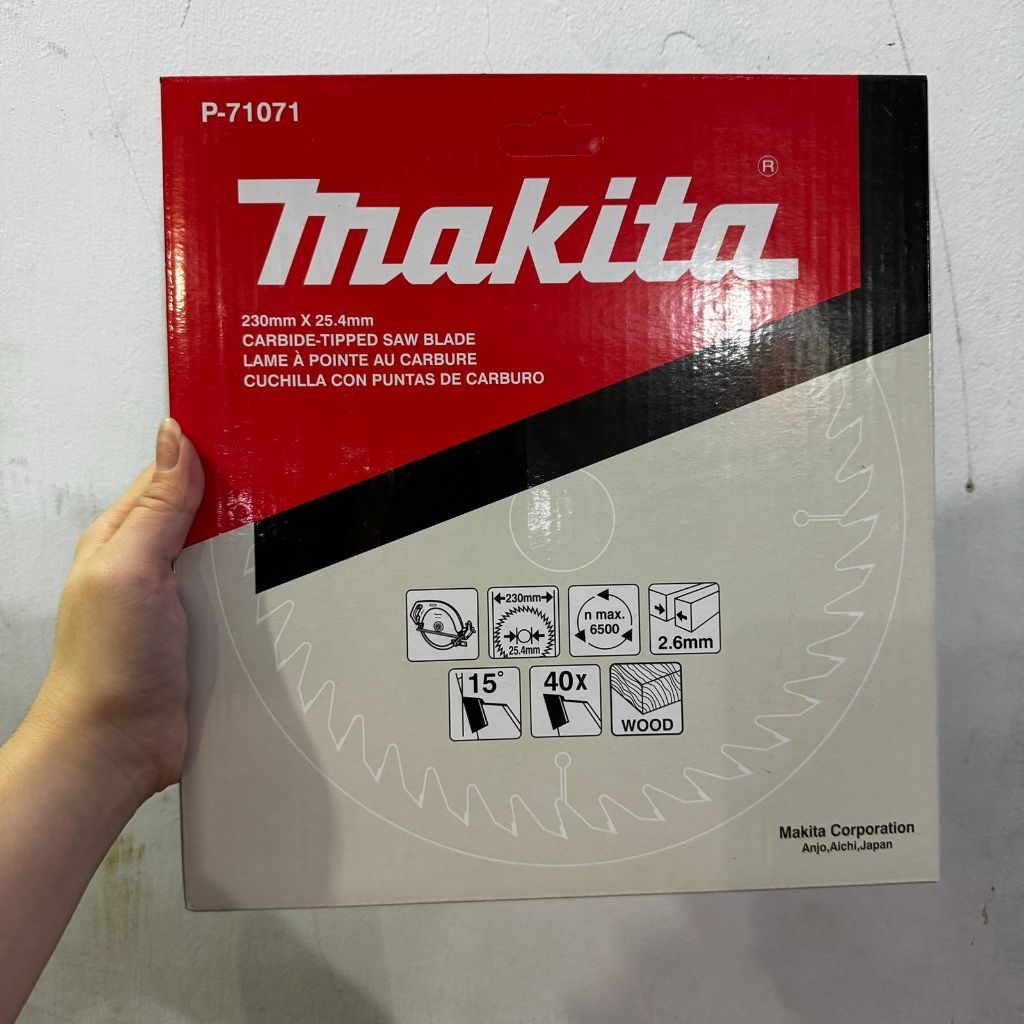 P-71071
makita®
230mm X 25.4mm
CARBIDE-TIPPED SAW BLADE
LAME À POINTE AU CARBURE
CUCHILLA CON PUNTAS DE CARBURO
230mm
25.4mm
n max.
6500
2.6mm
15°
40x
WOOD
Makita Corporation
Anjo,Aichi,Japan